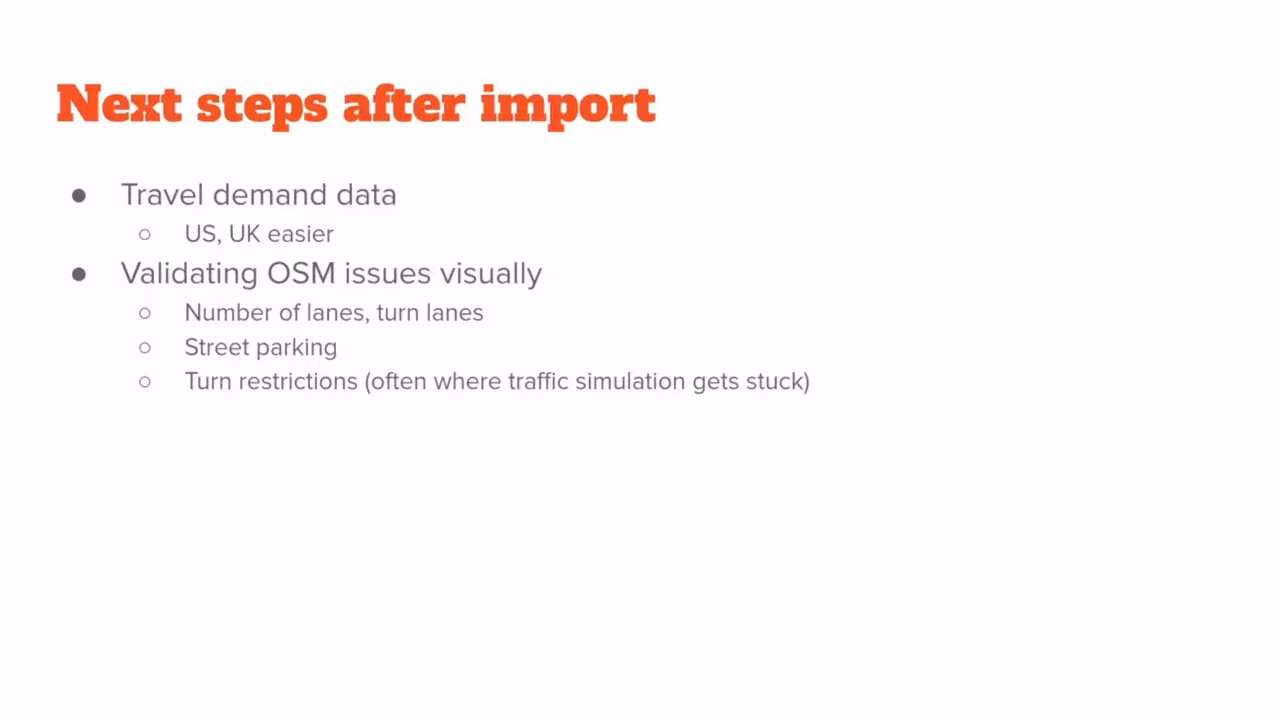 Next steps after import
● Travel demand data
○ US, UK easier
● Validating OSM issues visually
○ Number of lanes, turn lanes
○ Street parking
○ Turn restrictions (often where traffic simulation gets stuck)